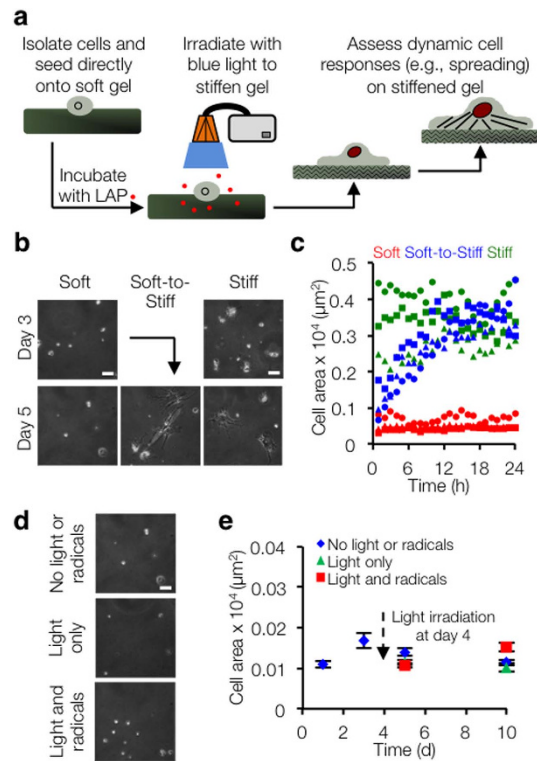 a
Isolate cells and
seed directly
onto soft gel
Irradiate with
blue light to
stiffen gel
Assess dynamic cell
responses (e.g., spreading)
on stiffened gel
Incubate
with LAP
b
Soft
Soft-to-
Stiff
Stiff
Day 3
Day 5
c
Soft Soft-to-Stiff Stiff
Cell area x 10⁴ (µm²)
0.5
0.4
0.3
0.2
0.1
0
0 6 12 18 24
Time (h)
d
No light or
radicals
Light
only
Light and
radicals
e
Cell area x 10⁴ (µm²)
0.04
0.03
0.02
0.01
0
No light or radicals
Light only
Light and radicals
Light irradiation
at day 4
0 2 4 6 8 10
Time (d)